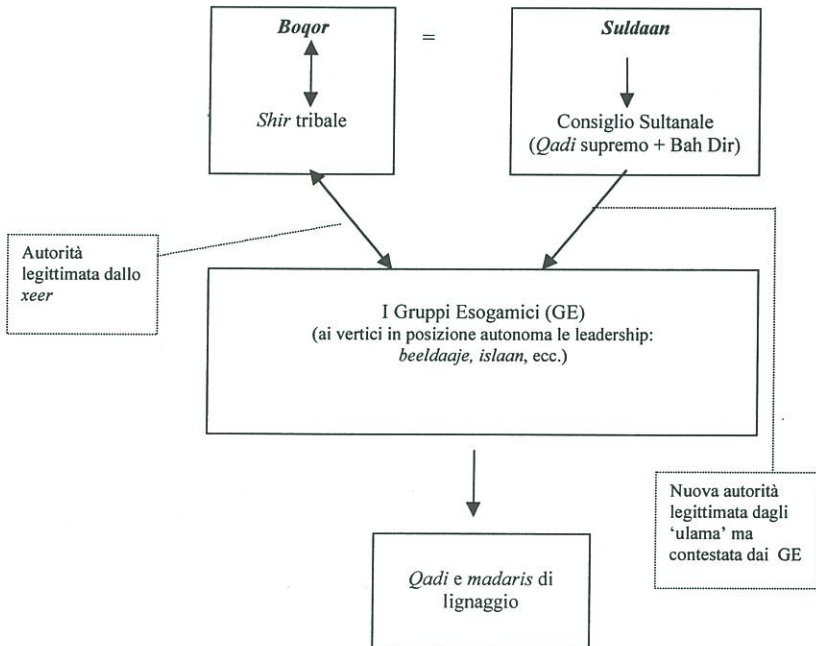 Boqor
=
Suldaan
Shir tribale
Consiglio Sultanale
(Qadi supremo + Bah Dir)
Autorità
legittimata dallo
xeer
I Gruppi Esogamici (GE)
(ai vertici in posizione autonoma le leadership:
beeldaaje, islaan, ecc.)
Nuova autorità
legittimata dagli
‘ulama’ ma
contestata dai GE
Qadi e madaris di
lignaggio